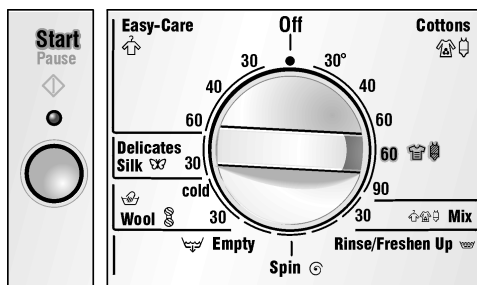 Start
Pause
Easy-Care
Off
Cottons
30
30°
40
40
60
60
Delicates
Silk
30
60
cold
90
Wool
30
30
Mix
Empty
Rinse/Freshen Up
Spin